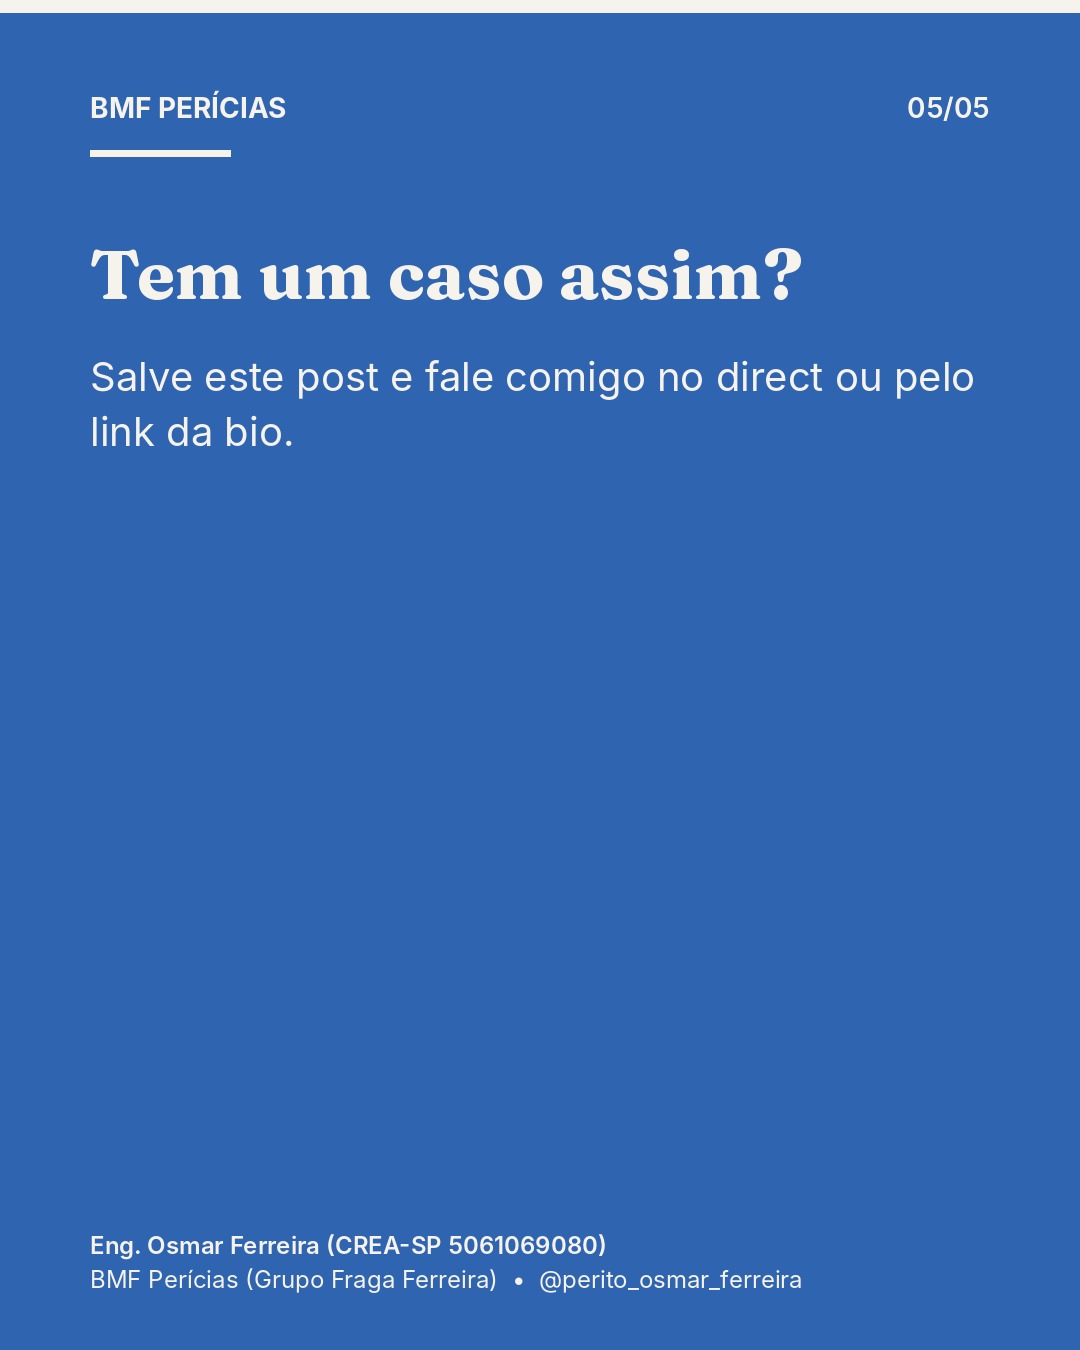 BMF PERÍCIAS
05/05
Tem um caso assim?
Salve este post e fale comigo no direct ou pelo
link da bio.
Eng. Osmar Ferreira (CREA-SP 5061069080)
BMF Perícias (Grupo Fraga Ferreira) • @perito_osmar_ferreira